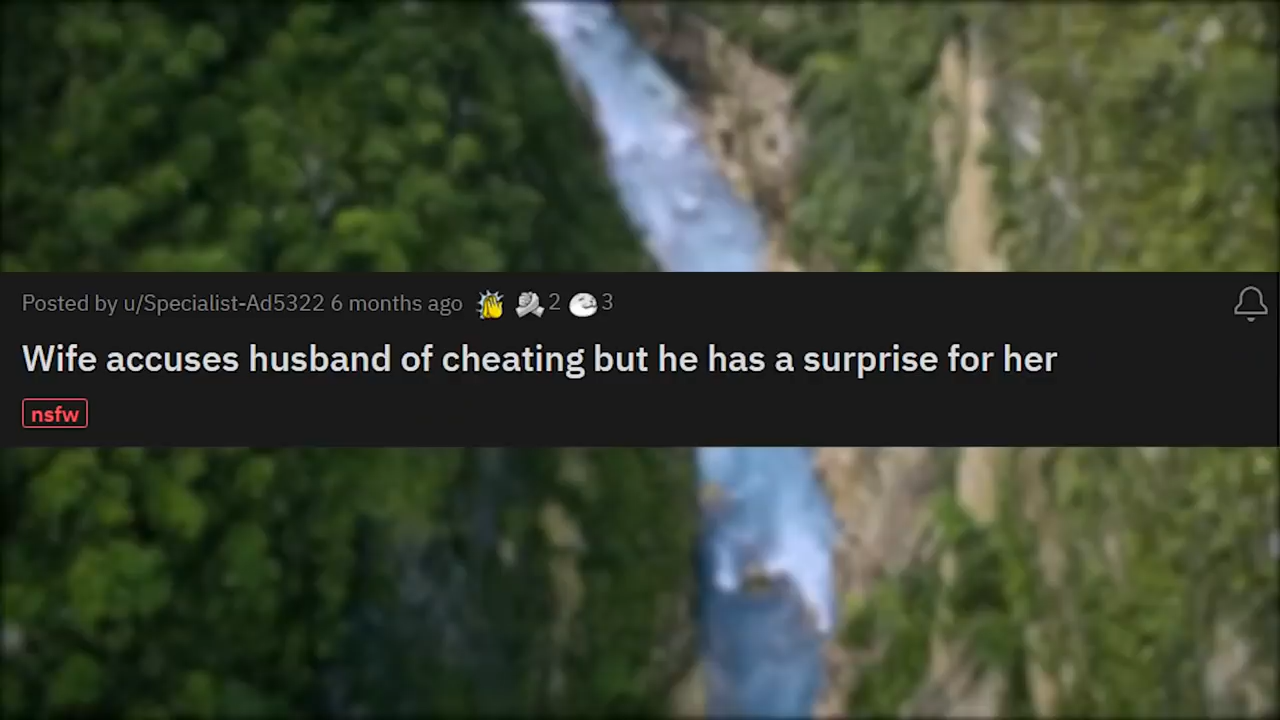 Posted by u/Specialist-Ad5322 6 months ago 2 3
Wife accuses husband of cheating but he has a surprise for her
nsfw